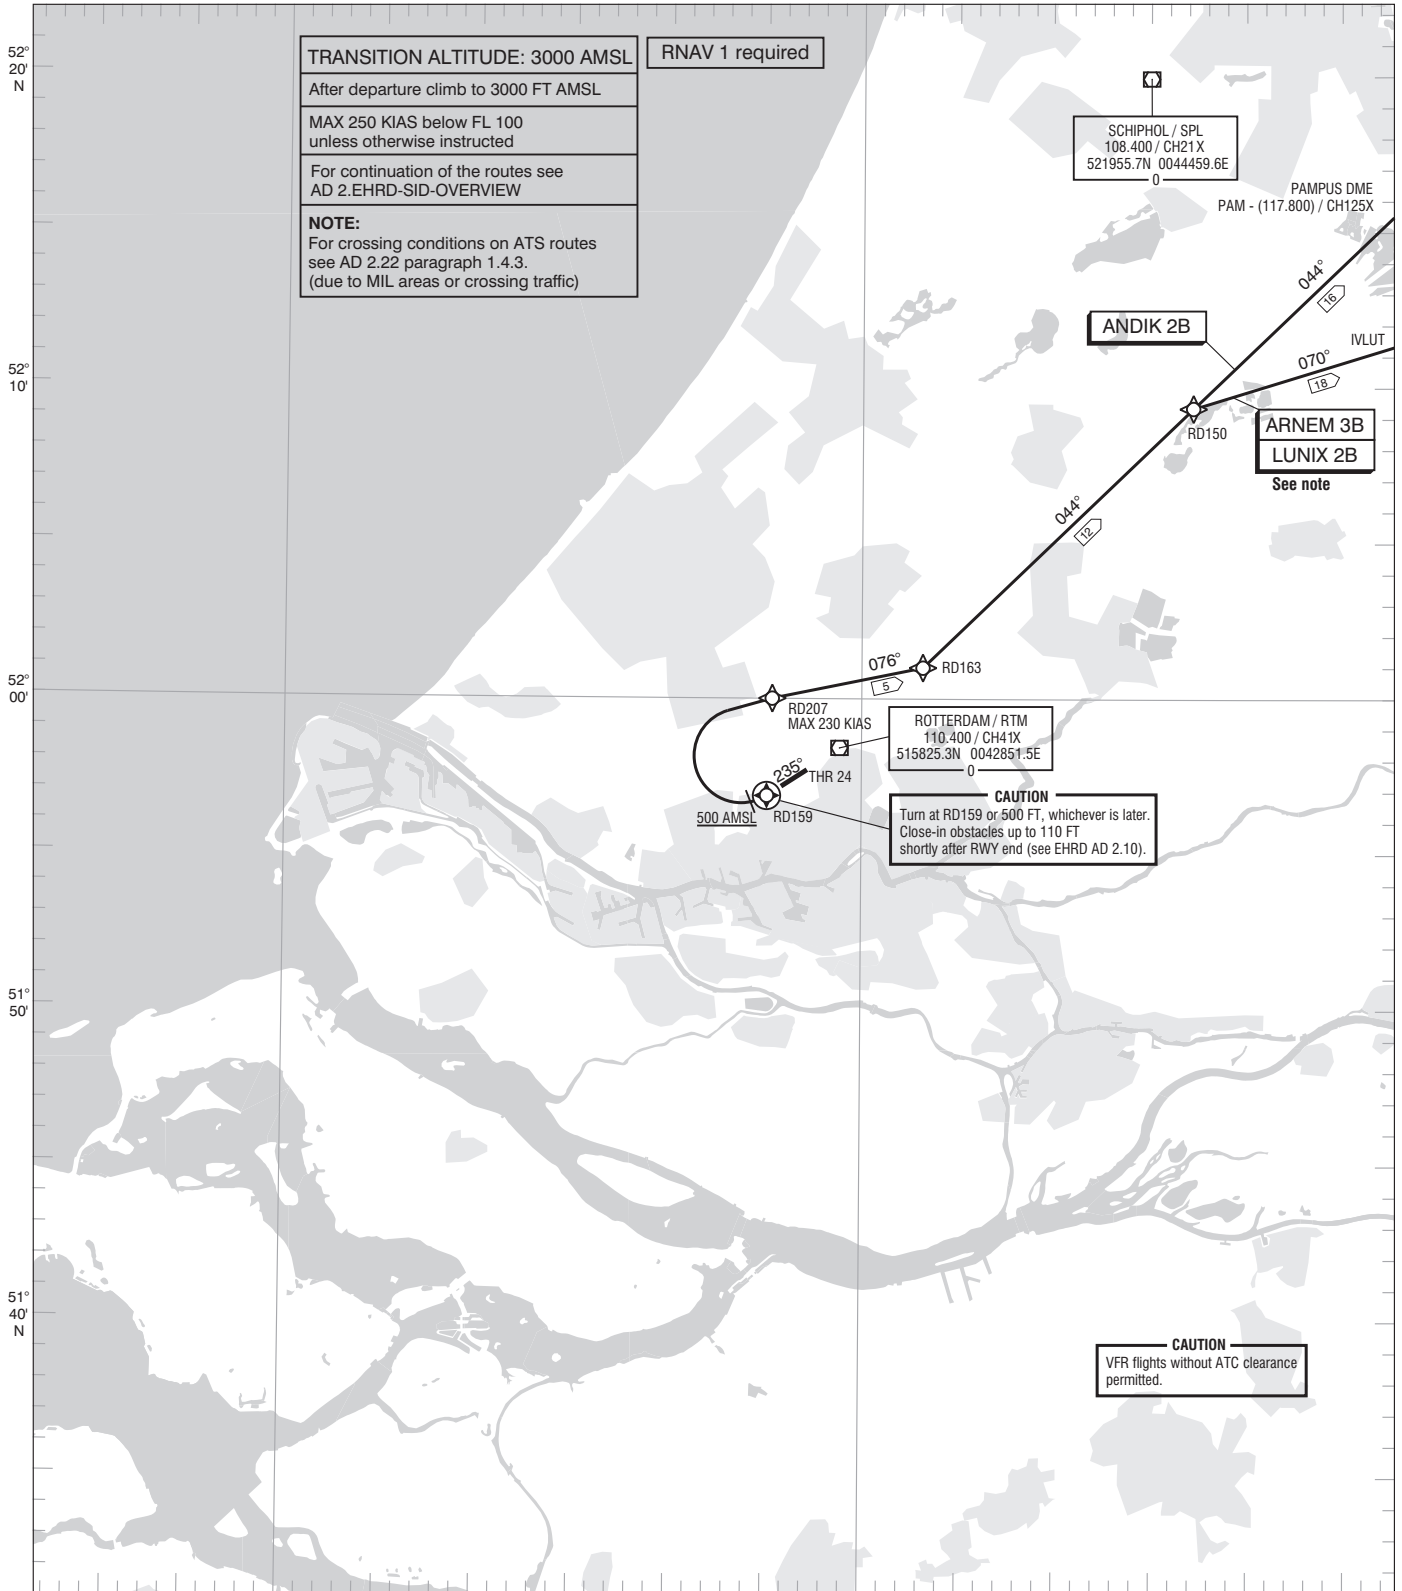 52°
20'
N
TRANSITION ALTITUDE: 3000 AMSL
After departure climb to 3000 FT AMSL
MAX 250 KIAS below FL 100
unless otherwise instructed
For continuation of the routes see
AD 2.EHRD-SID-OVERVIEW
NOTE:
For crossing conditions on ATS routes
see AD 2.22 paragraph 1.4.3.
(due to MIL areas or crossing traffic)
RNAV 1 required
SCHIPHOL / SPL
108.400 / CH21X
521955.7N 0044459.6E
0
PAMPUS DME
PAM - (117.800) / CH125X
044°
16
ANDIK 2B
IVLUT
070°
18
52°
10'
RD150
ARNEM 3B
LUNIX 2B
See note
044°
12
076°
5
RD163
52°
00'
RD207
MAX 230 KIAS
ROTTERDAM / RTM
110.400 / CH41X
515825.3N 0042851.5E
0
235°
THR 24
500 AMSL
RD159
CAUTION
Turn at RD159 or 500 FT, whichever is later.
Close-in obstacles up to 110 FT
shortly after RWY end (see EHRD AD 2.10).
51°
50'
51°
40'
N
CAUTION
VFR flights without ATC clearance
permitted.